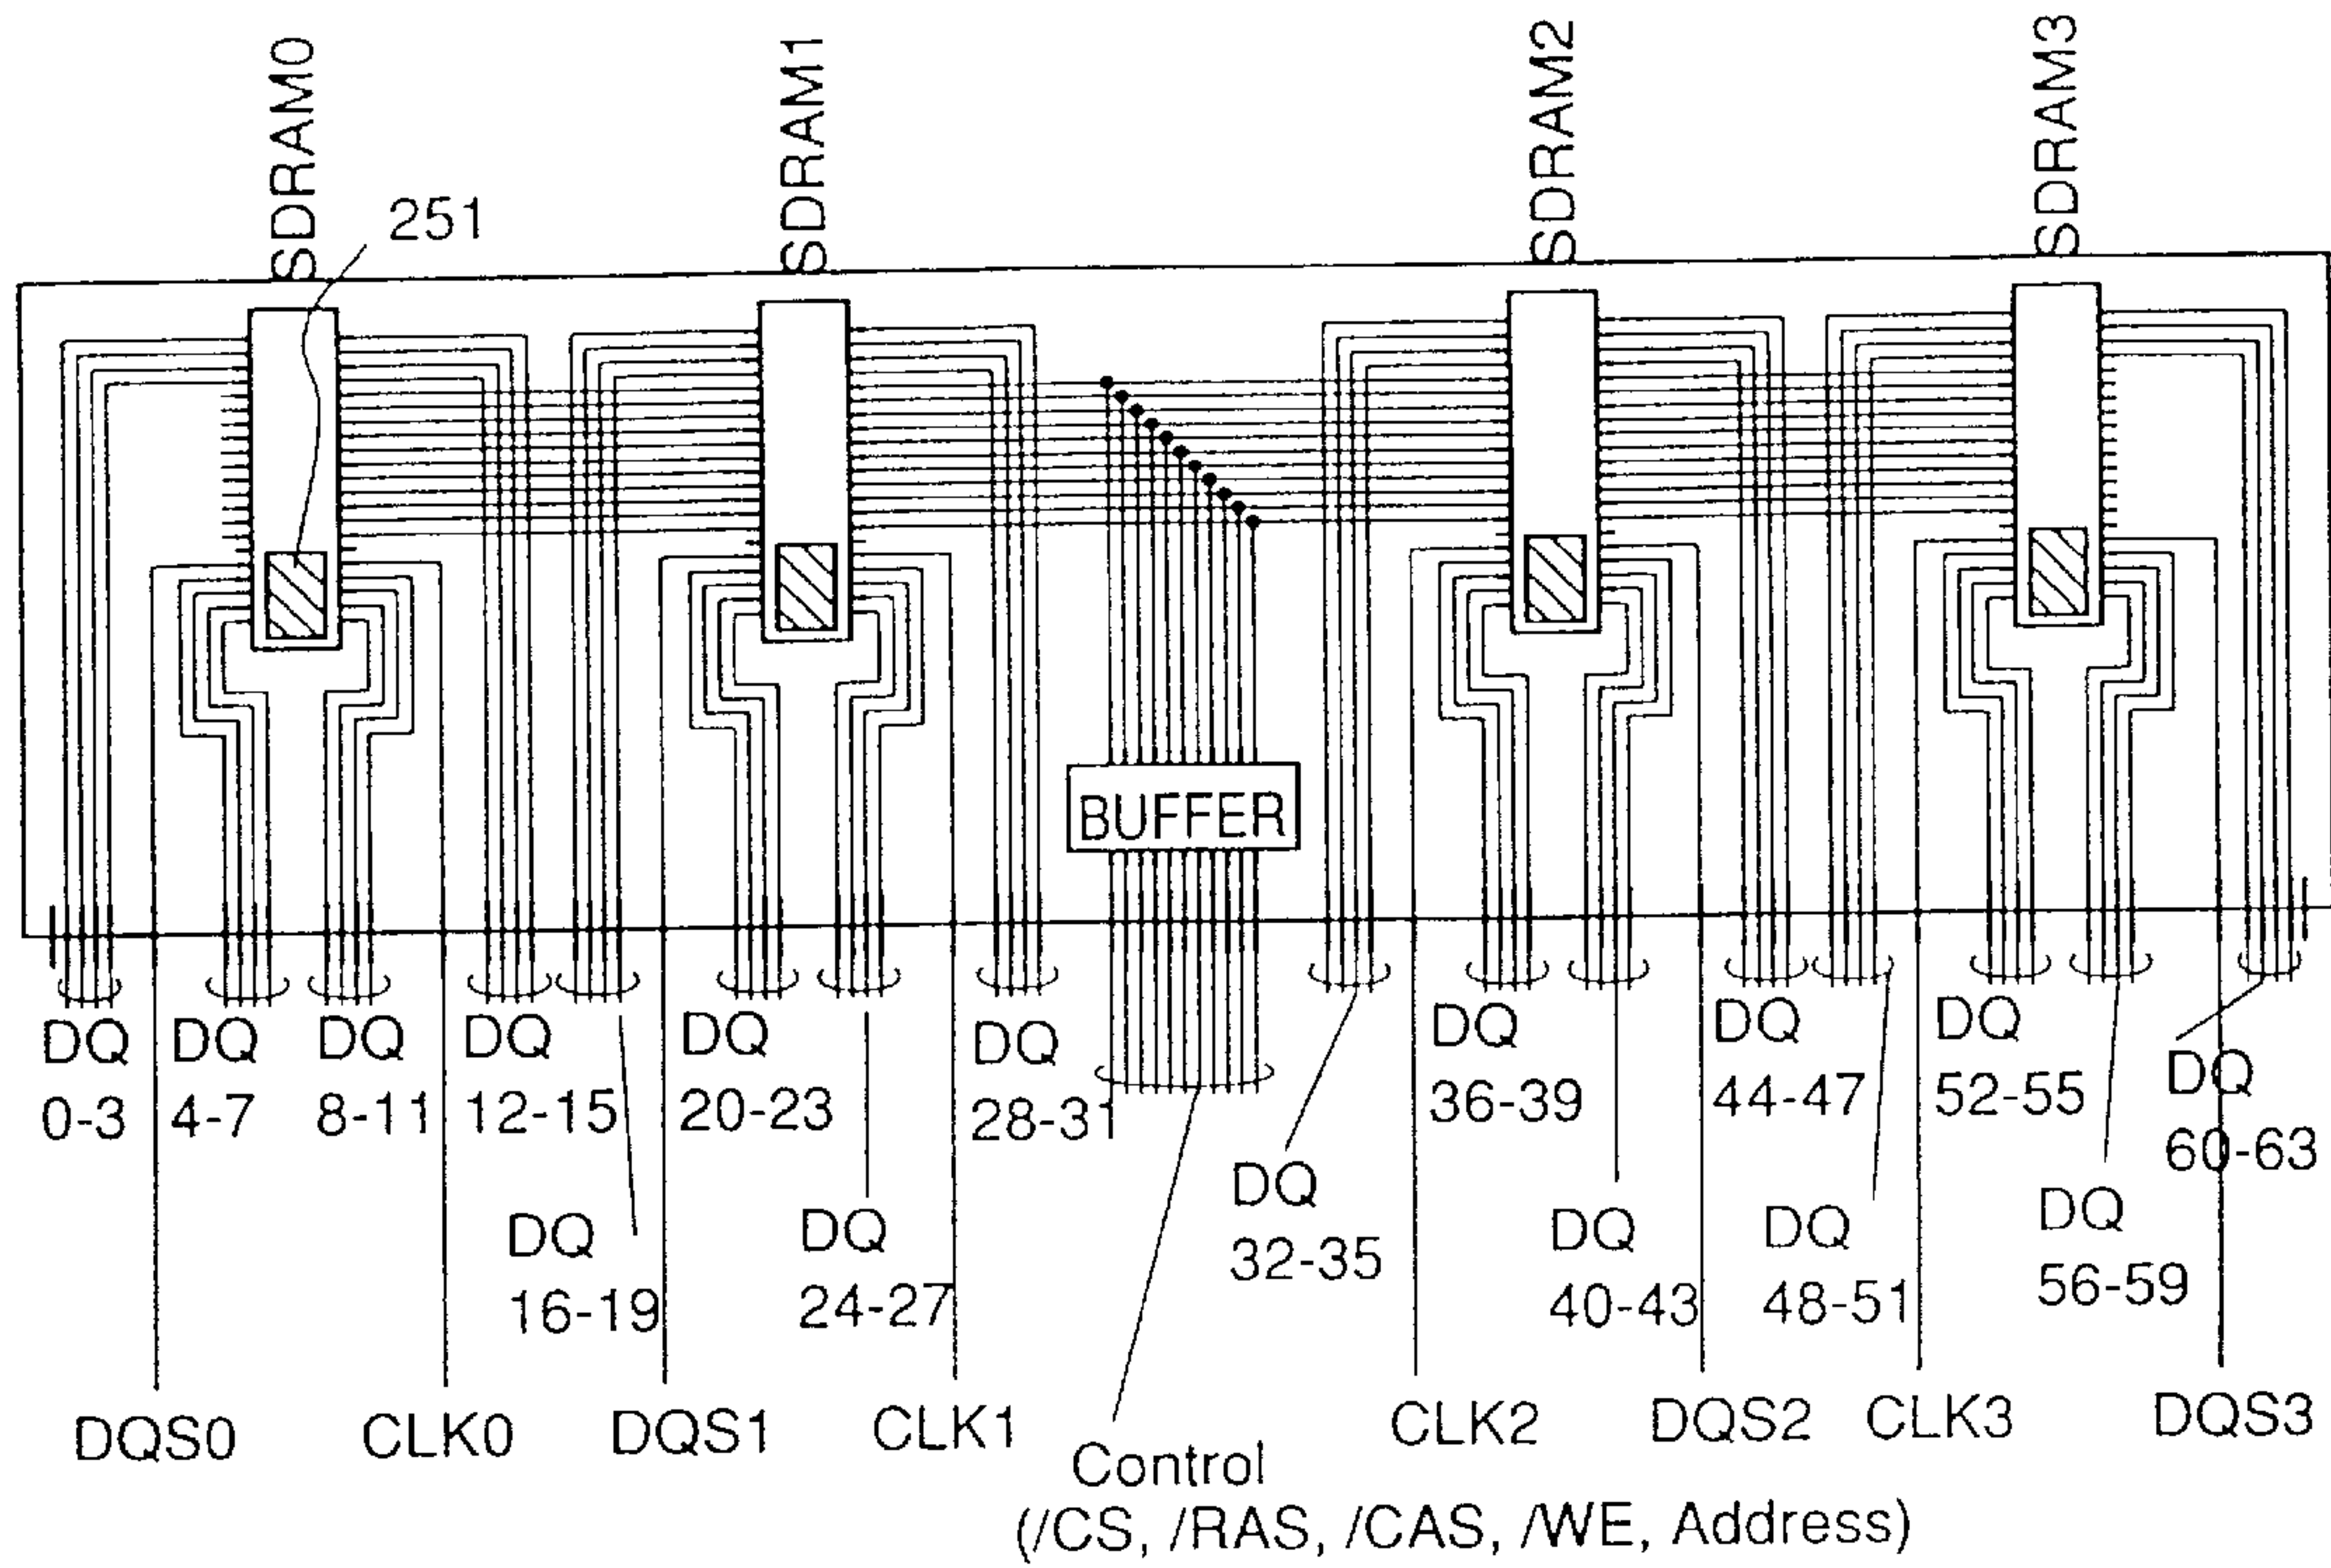 SDRAM0
SDRAM1
SDRAM2
SDRAM3
251
BUFFER
DQ
0-3
DQ
4-7
DQ
8-11
DQ
12-15
DQ
16-19
DQ
20-23
DQ
24-27
DQ
28-31
DQ
32-35
DQ
36-39
DQ
40-43
DQ
44-47
DQ
48-51
DQ
52-55
DQ
56-59
DQ
60-63
DQS0
CLK0
DQS1
CLK1
Control
(/CS, /RAS, /CAS, /WE, Address)
CLK2
DQS2
CLK3
DQS3